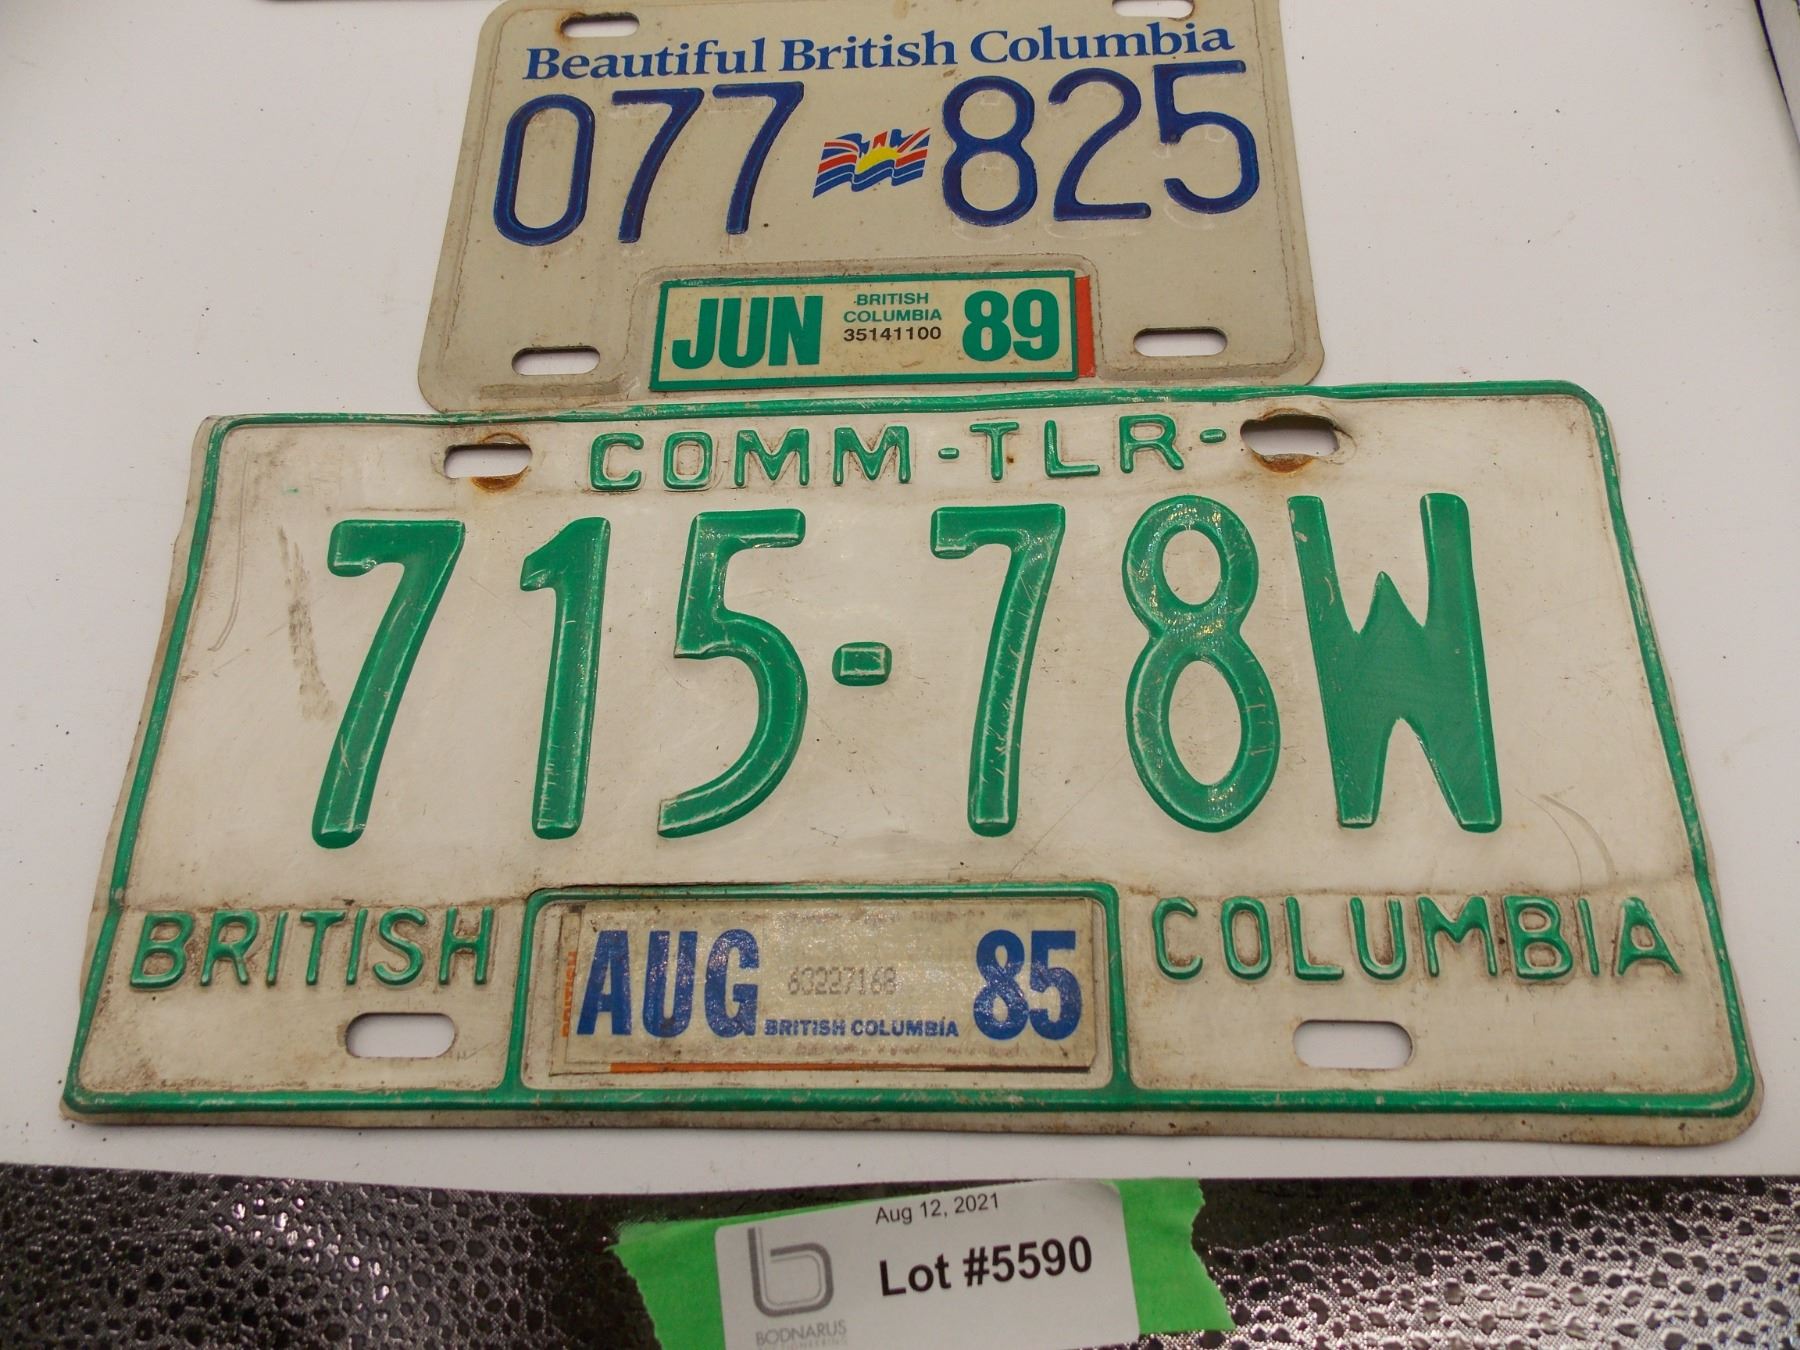 Beautiful British Columbia
077 825
JUN BRITISH COLUMBIA 35141100 89
COMM-TLR-
715-78W
BRITISH COLUMBIA
AUG 63227168 BRITISH COLUMBIA 85
Aug 12, 2021
Lot #5590
BODNARUS